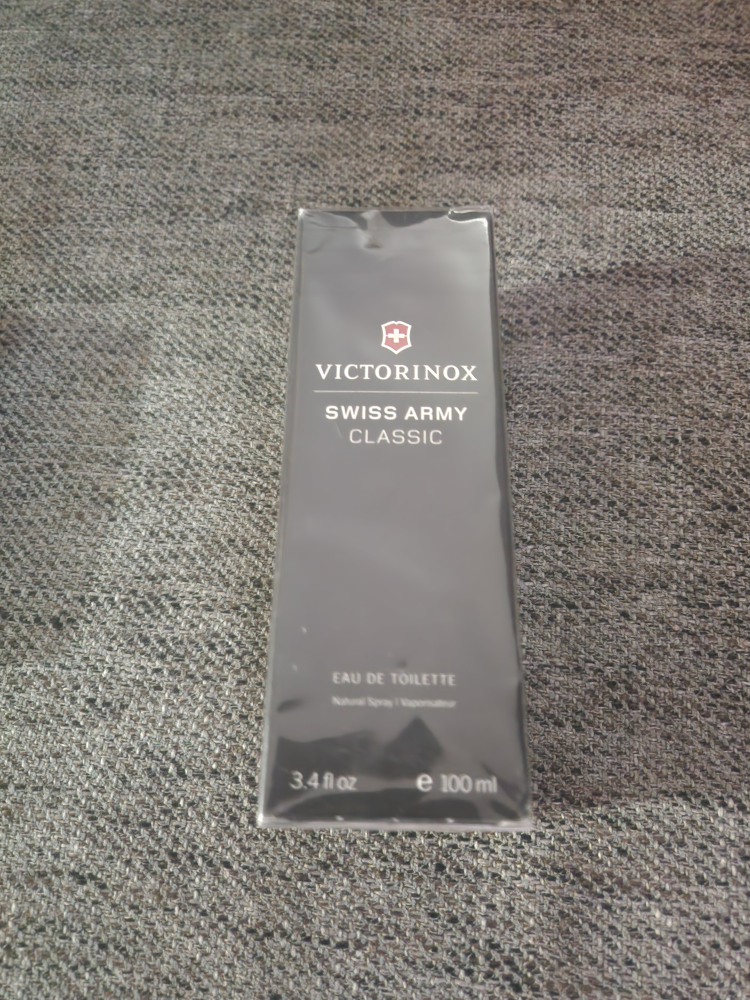 VICTORINOX
SWISS ARMY
CLASSIC
EAU DE TOILETTE
Natural Spray | Vaporisateur
3.4 fl oz e 100 ml